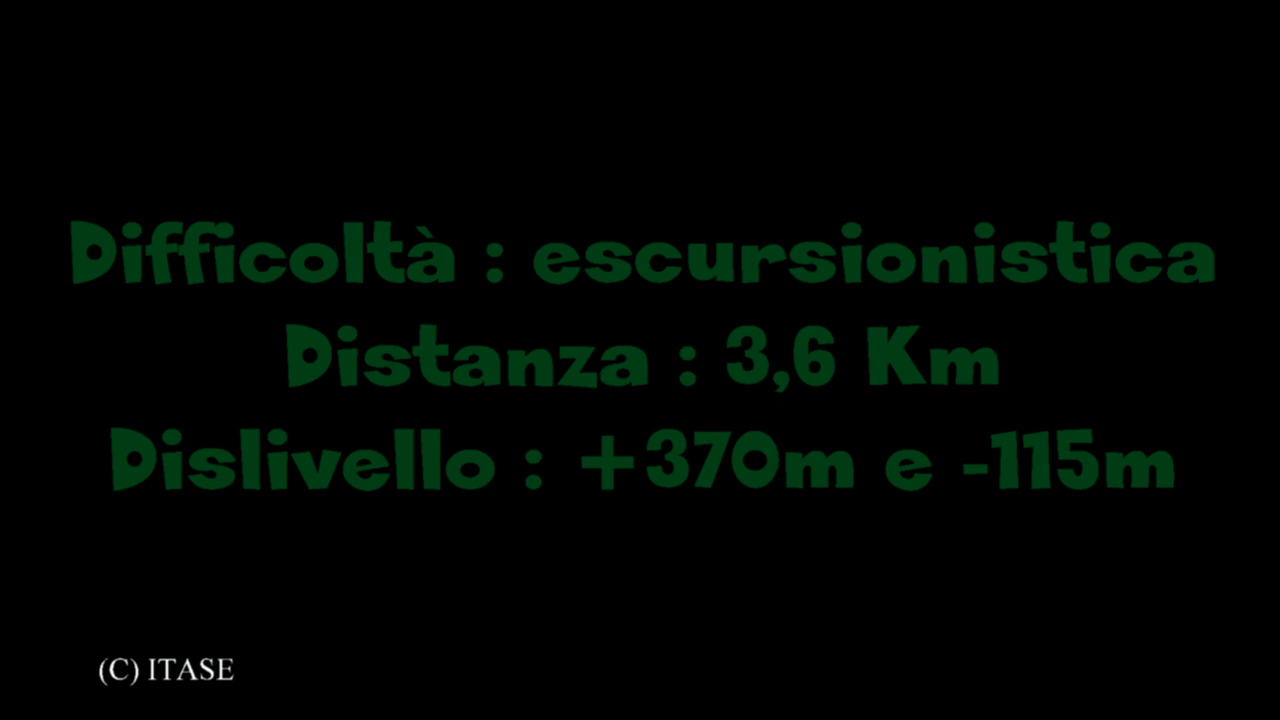 Difficoltà : escursionistica
Distanza : 3,6 Km
Dislivello : +370m e -115m
(C) ITASE